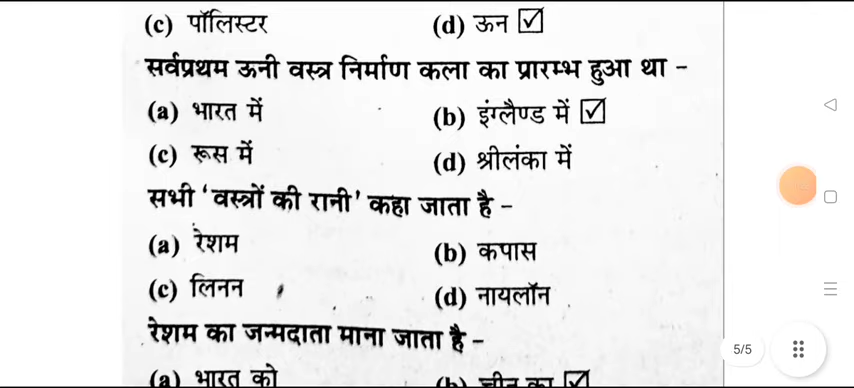 (c) पॉलिस्टर (d) ऊन
सर्वप्रथम ऊनी वस्त्र निर्माण कला का प्रारम्भ हुआ था -
(a) भारत में (b) इंग्लैण्ड में
(c) रूस में (d) श्रीलंका में
सभी ‘वस्त्रों की रानी’ कहा जाता है -
(a) रेशम (b) कपास
(c) लिनन (d) नायलॉन
रेशम का जन्मदाता माना जाता है -
(a) भारत को (b) चीन का
5/5